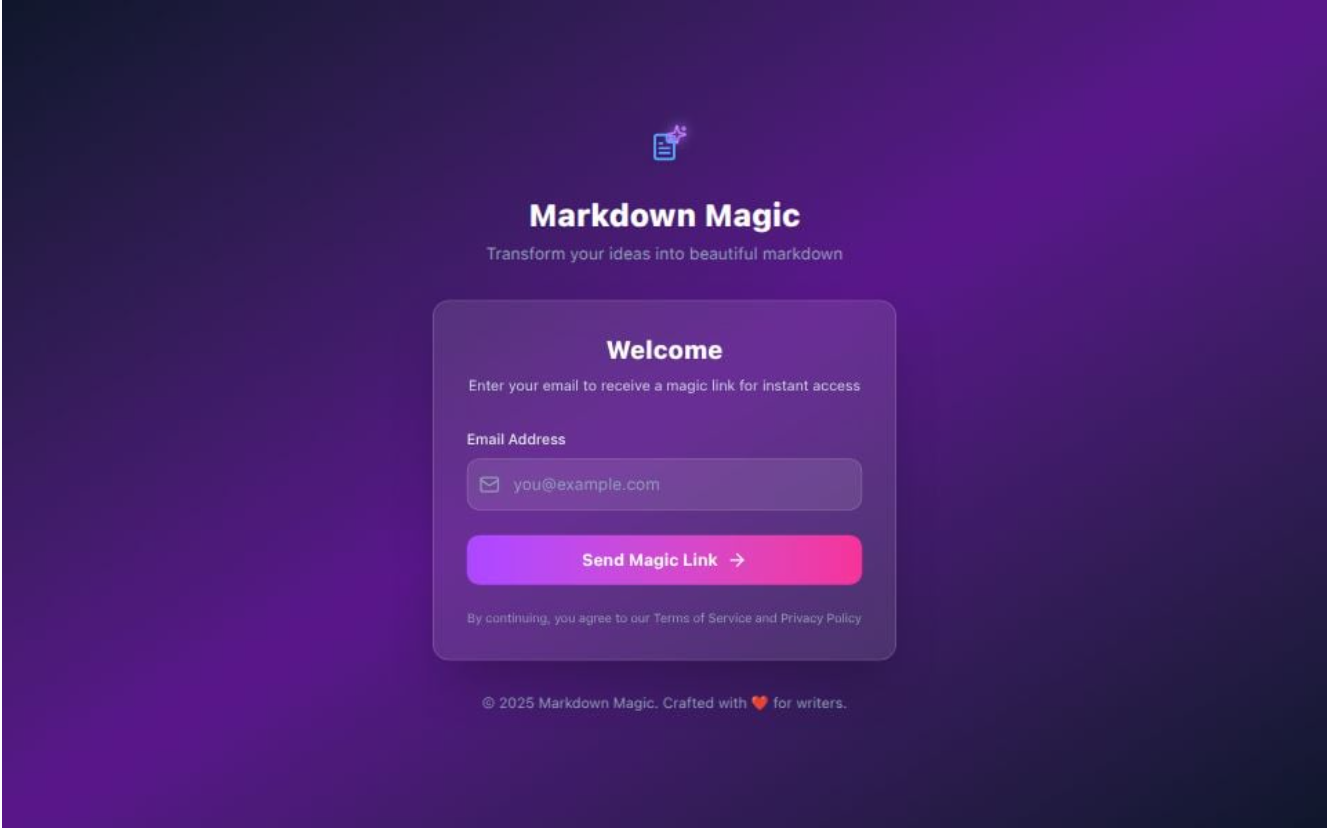 Markdown Magic
Transform your ideas into beautiful markdown
Welcome
Enter your email to receive a magic link for instant access
Email Address
you@example.com
Send Magic Link →
By continuing, you agree to our Terms of Service and Privacy Policy
© 2025 Markdown Magic. Crafted with ❤️ for writers.